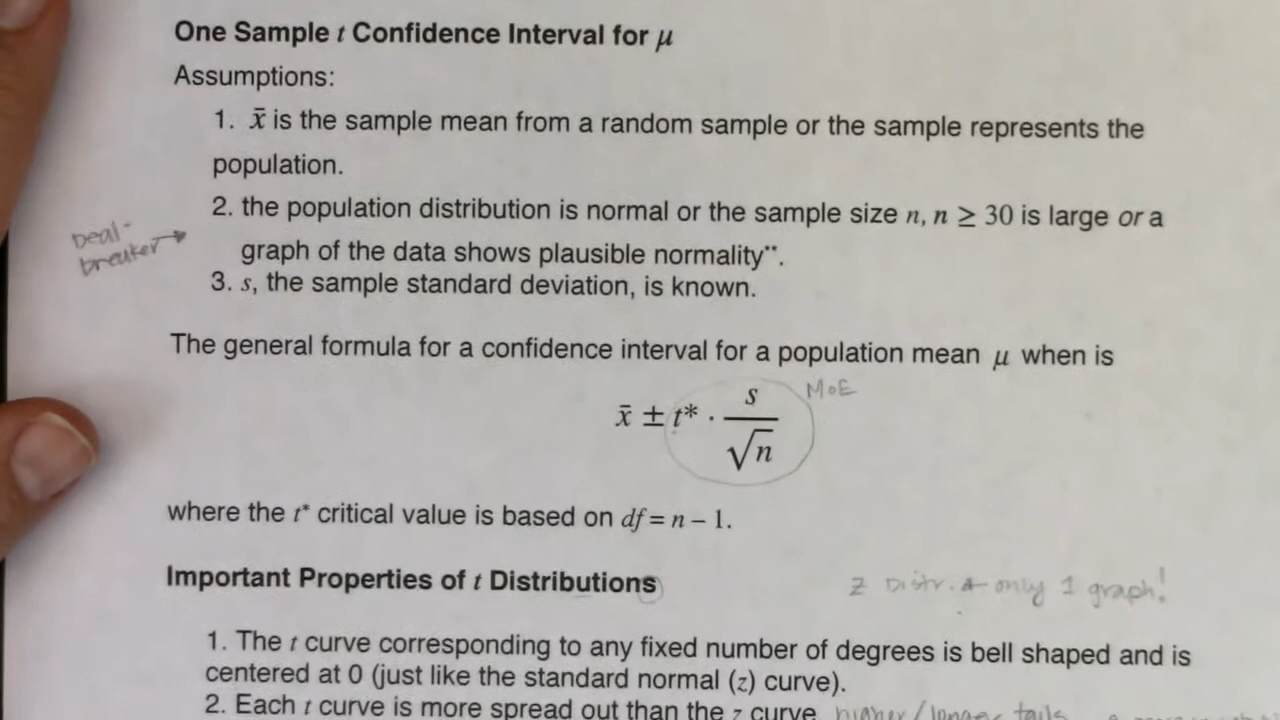 One Sample t Confidence Interval for μ
Assumptions:
1. x̄ is the sample mean from a random sample or the sample represents the
population.
2. the population distribution is normal or the sample size n, n ≥ 30 is large or a
Deal-
breaker →
graph of the data shows plausible normality¨.
3. s, the sample standard deviation, is known.
The general formula for a confidence interval for a population mean μ when is
x̄ ± t* · s/√n
MoE
where the t* critical value is based on df = n – 1.
Important Properties of t Distributions
Z Distr. only 1 graph!
1. The t curve corresponding to any fixed number of degrees is bell shaped and is
centered at 0 (just like the standard normal (z) curve).
2. Each t curve is more spread out than the z curve. higher/longer tails